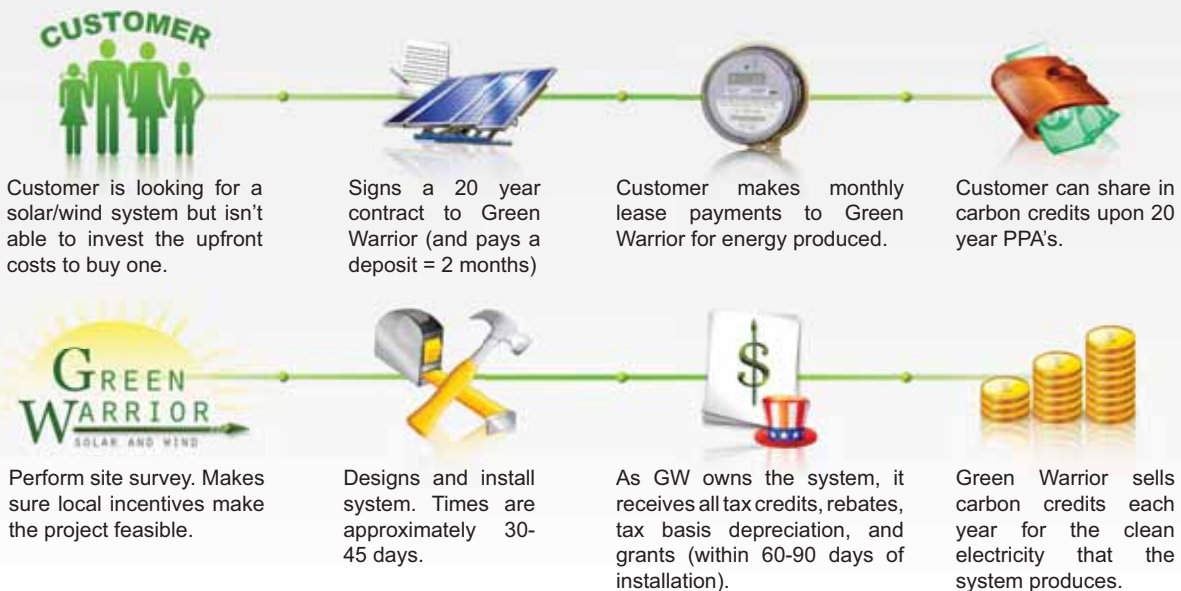 CUSTOMER
Customer is looking for a
solar/wind system but isn't
able to invest the upfront
costs to buy one.
Signs a 20 year
contract to Green
Warrior (and pays a
deposit = 2 months)
Customer makes monthly
lease payments to Green
Warrior for energy produced.
Customer can share in
carbon credits upon 20
year PPA's.
GREEN
WARRIOR
SOLAR AND WIND
$
Perform site survey. Makes
sure local incentives make
the project feasible.
Designs and install
system. Times are
approximately 30-
45 days.
As GW owns the system, it
receives all tax credits, rebates,
tax basis depreciation, and
grants (within 60-90 days of
installation).
Green Warrior sells
carbon credits each
year for the clean
electricity that the
system produces.